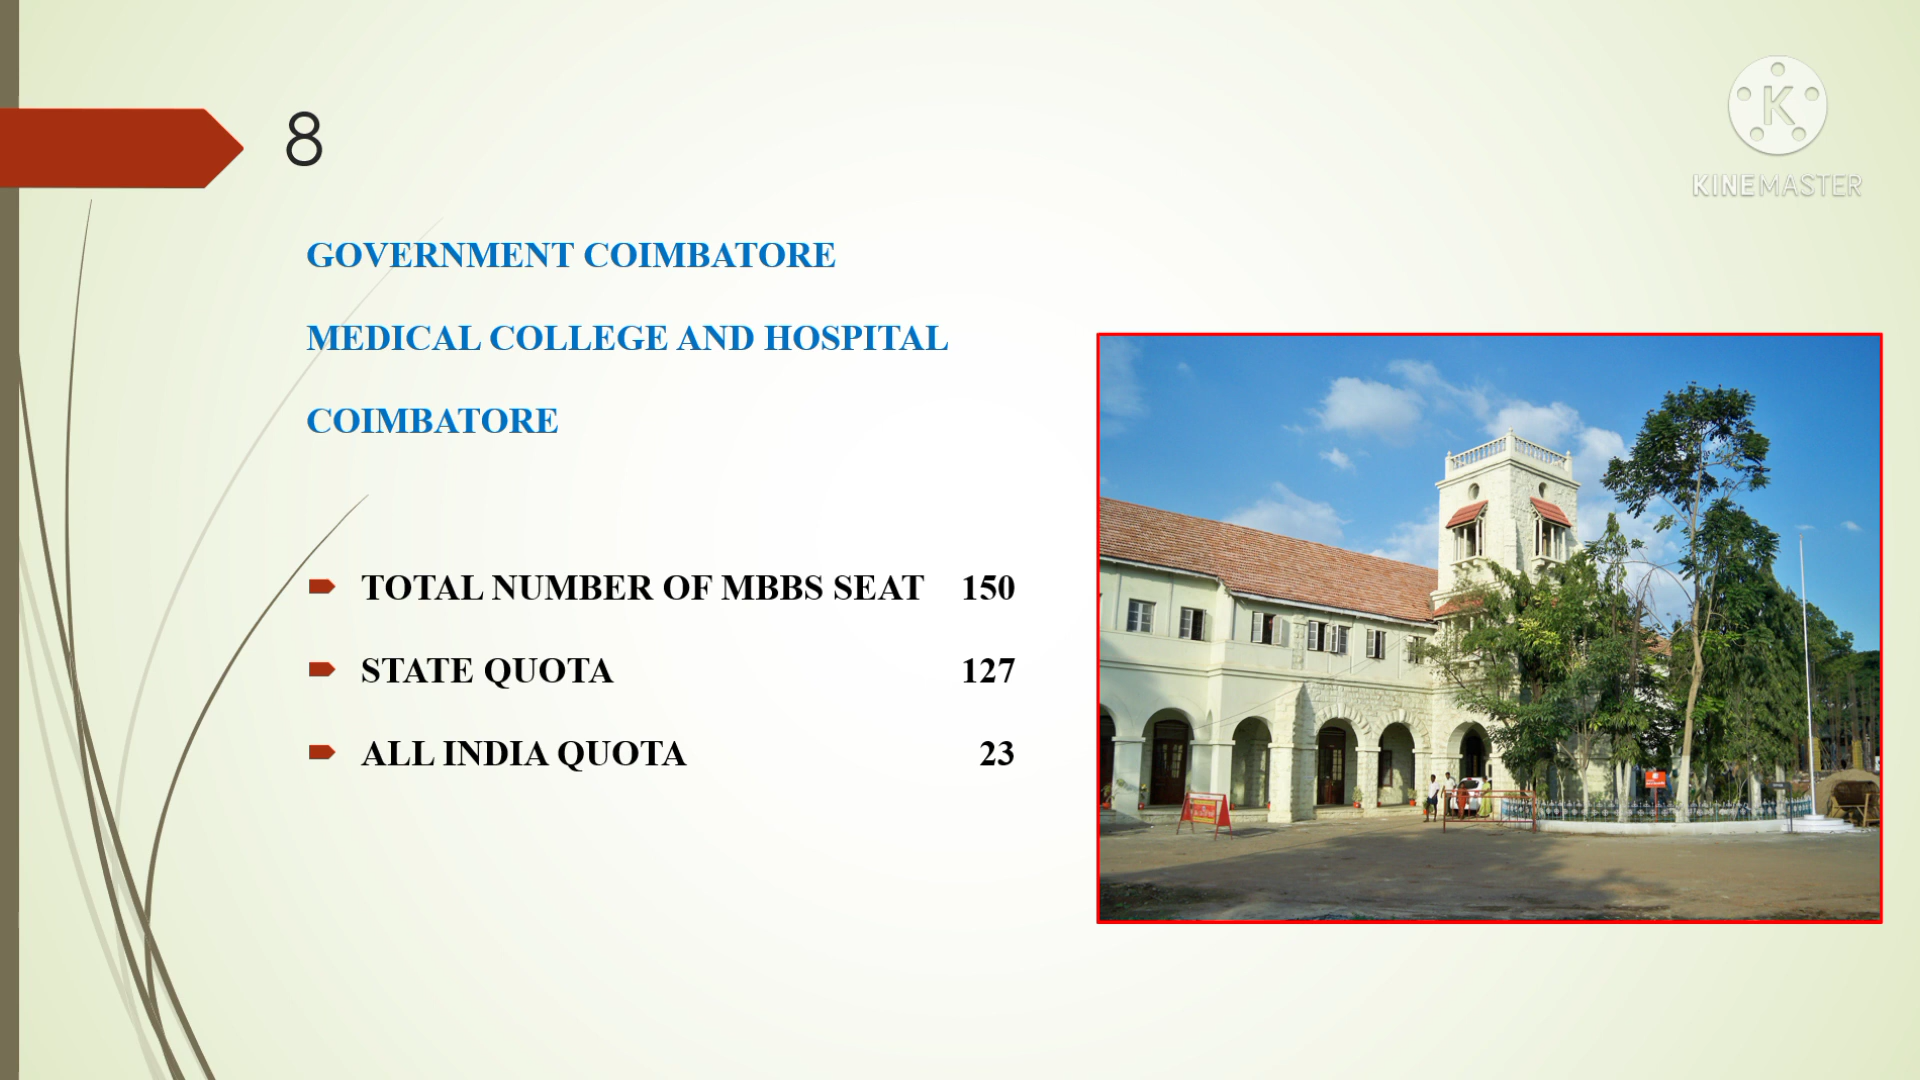 8
KINEMASTER
GOVERNMENT COIMBATORE
MEDICAL COLLEGE AND HOSPITAL
COIMBATORE
TOTAL NUMBER OF MBBS SEAT 150
STATE QUOTA 127
ALL INDIA QUOTA 23